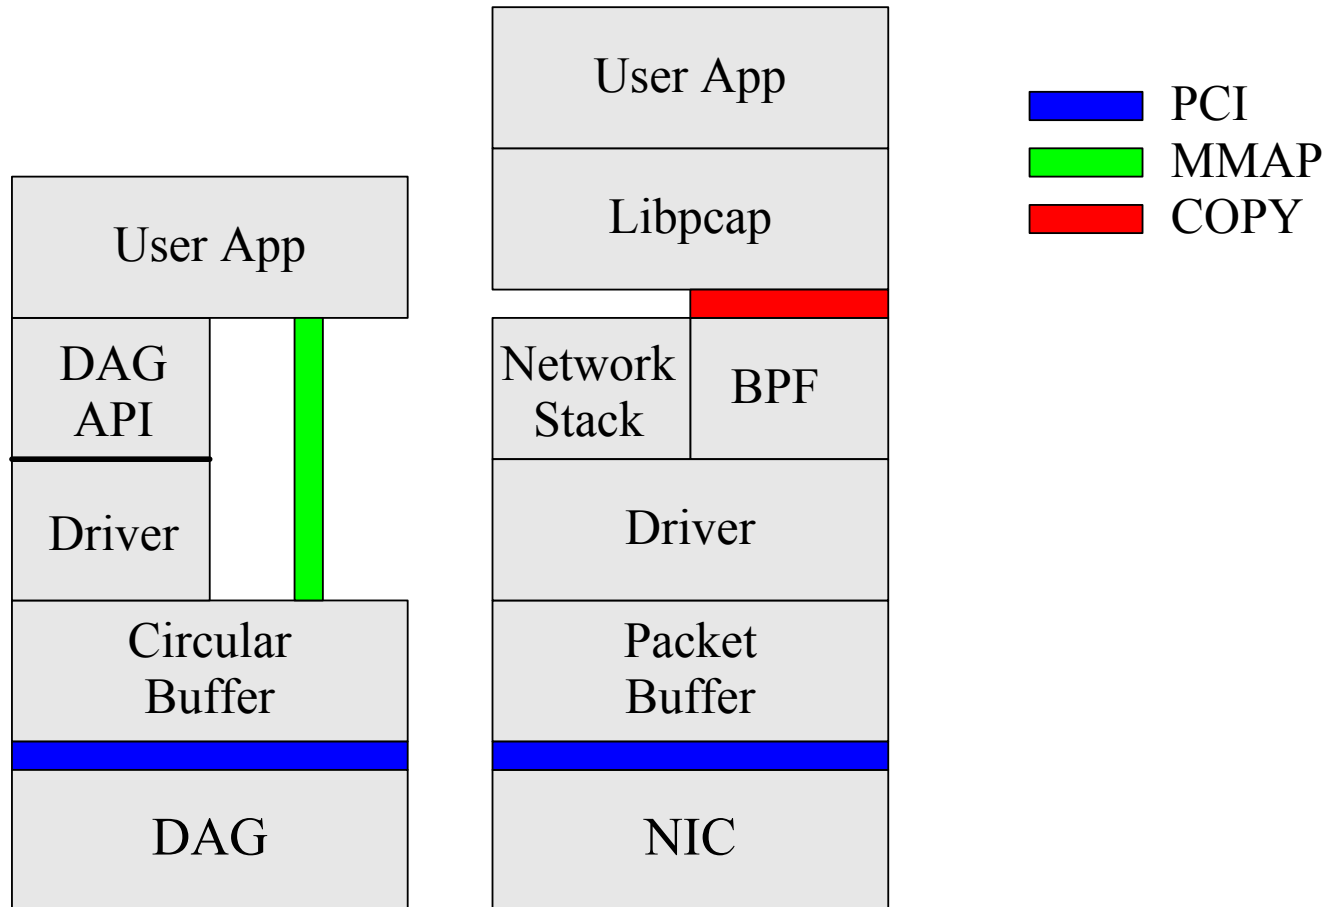 User App
DAG
API
Driver
Circular
Buffer
DAG
User App
Libpcap
Network
Stack
BPF
Driver
Packet
Buffer
NIC
PCI
MMAP
COPY